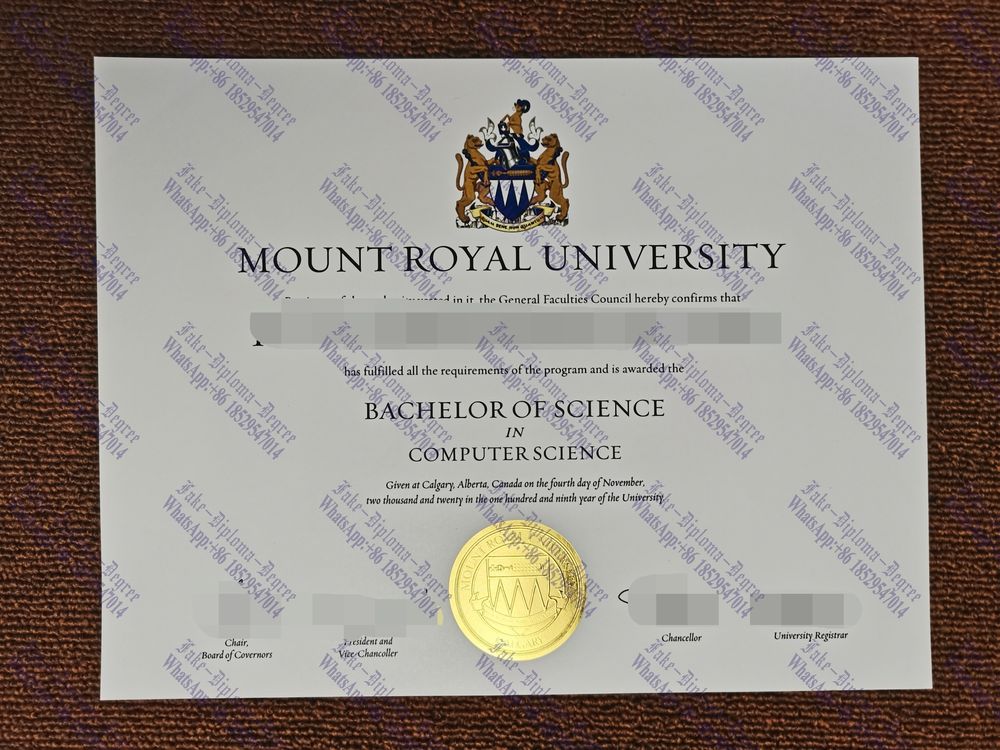 MOUNT ROYAL UNIVERSITY
in it, the General Faculties Council hereby confirms that
has fulfilled all the requirements of the program and is awarded the
BACHELOR OF SCIENCE
IN
COMPUTER SCIENCE
Given at Calgary, Alberta, Canada on the fourth day of November,
two thousand and twenty in the one hundred and ninth year of the University.
Chair,
Board of Governors
President and
Vice-Chancellor
Chancellor
University Registrar
Fake-Diploma-Degree
WhatsApp:+86 18529547014